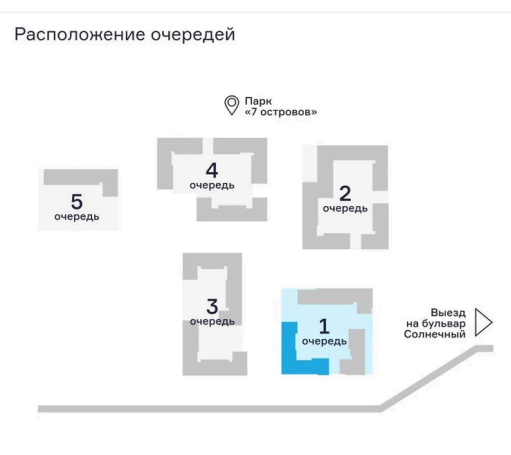 Расположение очередей
Парк
«7 островов»
4
очередь
5
очередь
2
очередь
3
очередь
1
очередь
Выезд
на бульвар
Солнечный